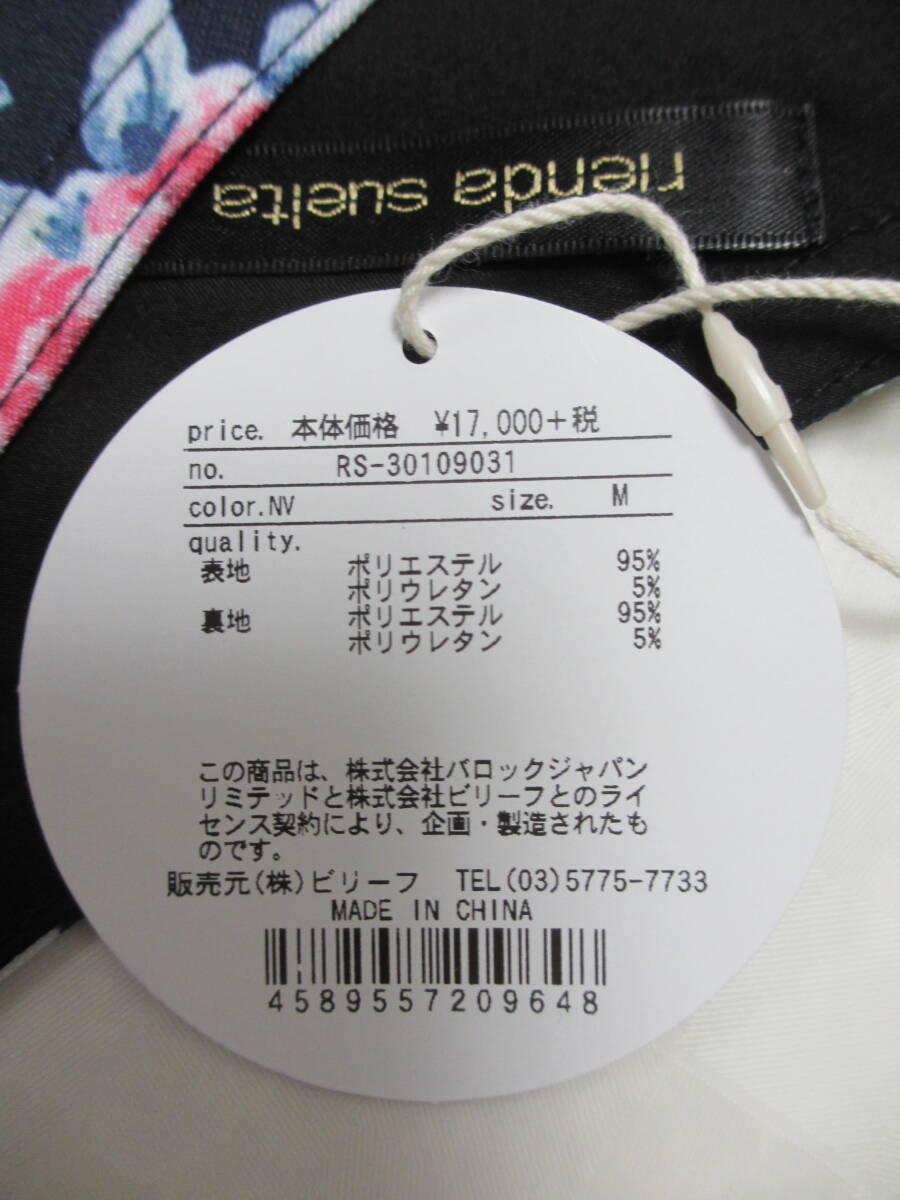 rienda suelta
price. 本体価格 ¥17,000+税
no. RS-30109031
color.NV size. M
quality.
表地 ポリエステル 95%
ポリウレタン 5%
裏地 ポリエステル 95%
ポリウレタン 5%
この商品は、株式会社バロックジャパン
リミテッドと株式会社ビリーフとのライ
センス契約により、企画・製造されたも
のです。
販売元(株)ビリーフ TEL(03)5775-7733
MADE IN CHINA
4589557209648